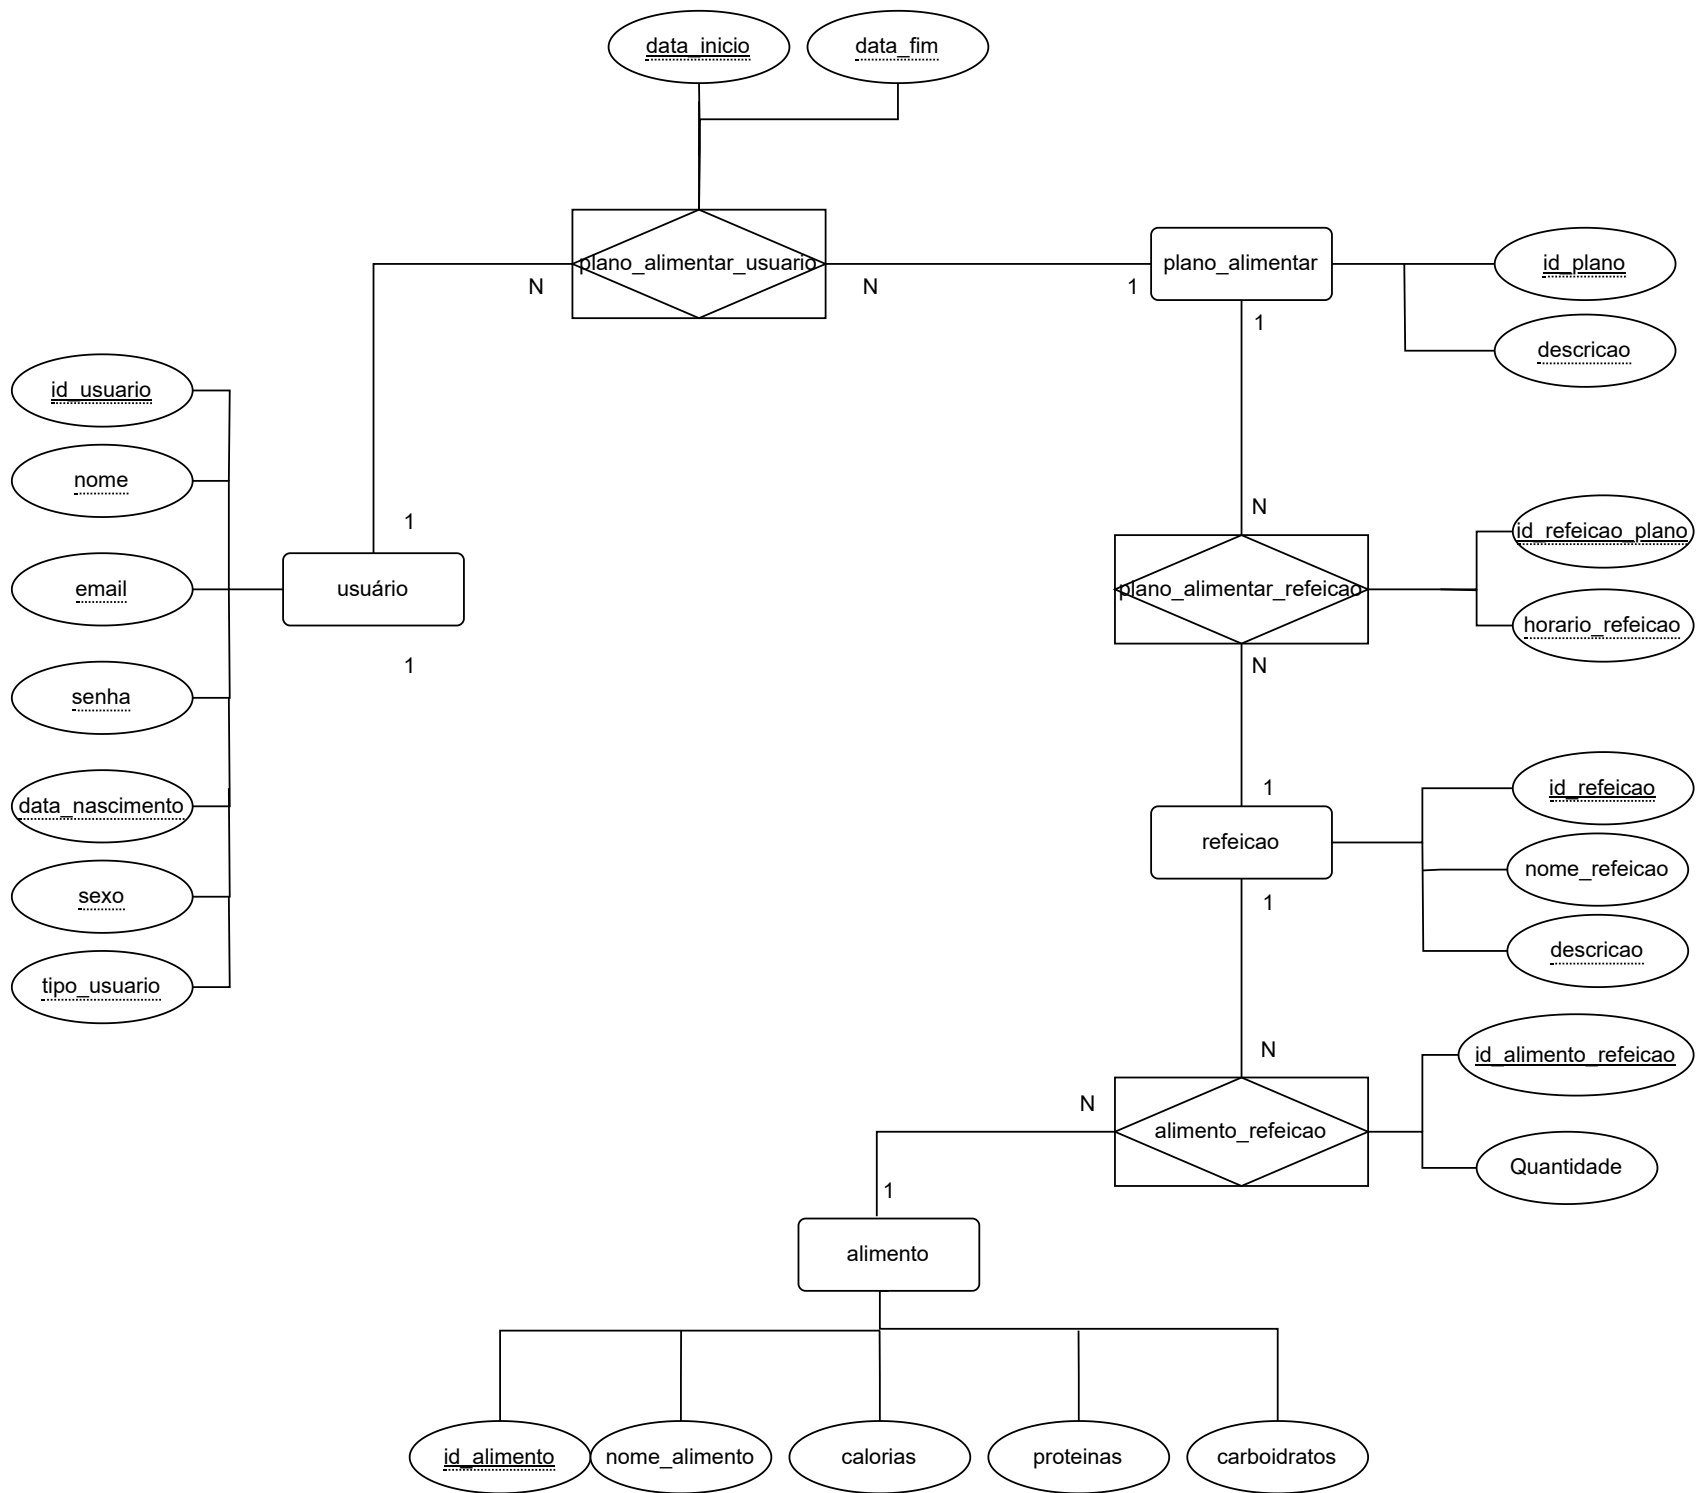 data_inicio
data_fim
plano_alimentar_usuario
plano_alimentar
id_plano
N
N
1
1
descricao
id_usuario
nome
1
N
id_refeicao_plano
email
usuário
plano_alimentar_refeicao
horario_refeicao
1
N
senha
data_nascimento
1
id_refeicao
refeicao
nome_refeicao
sexo
1
descricao
tipo_usuario
N
id_alimento_refeicao
N
alimento_refeicao
Quantidade
1
alimento
id_alimento
nome_alimento
calorias
proteinas
carboidratos